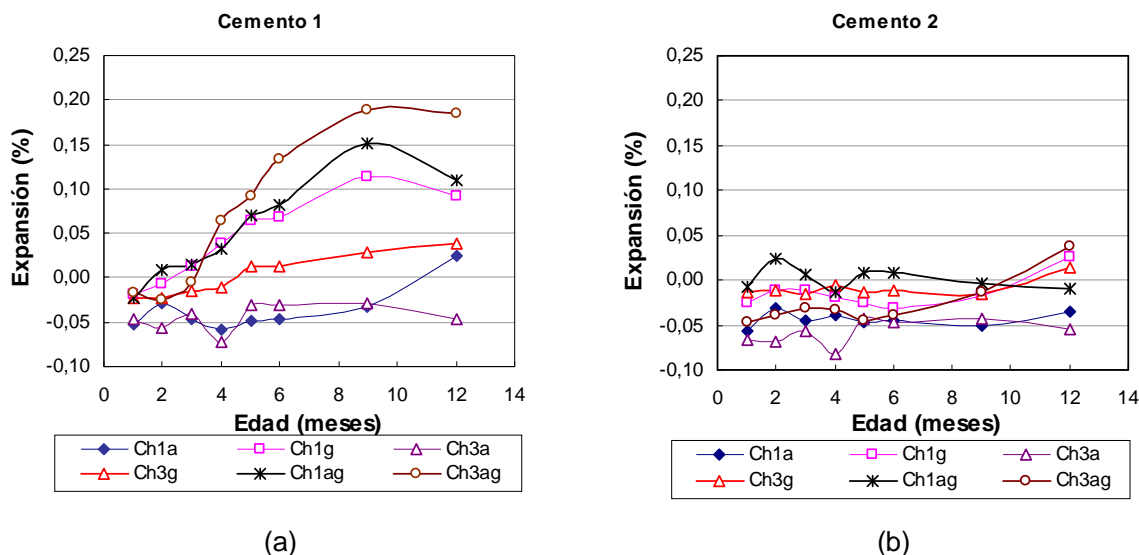 Cemento 1
0,25
0,20
0,15
0,10
0,05
0,00
-0,05
-0,10
Expansión (%)
0 2 4 6 8 10 12 14
Edad (meses)
Ch1a Ch1g Ch3a
Ch3g Ch1ag Ch3ag
(a)
Cemento 2
0,25
0,20
0,15
0,10
0,05
0,00
-0,05
-0,10
Expansión (%)
0 2 4 6 8 10 12 14
Edad (meses)
Ch1a Ch1g Ch3a
Ch3g Ch1ag Ch3ag
(b)